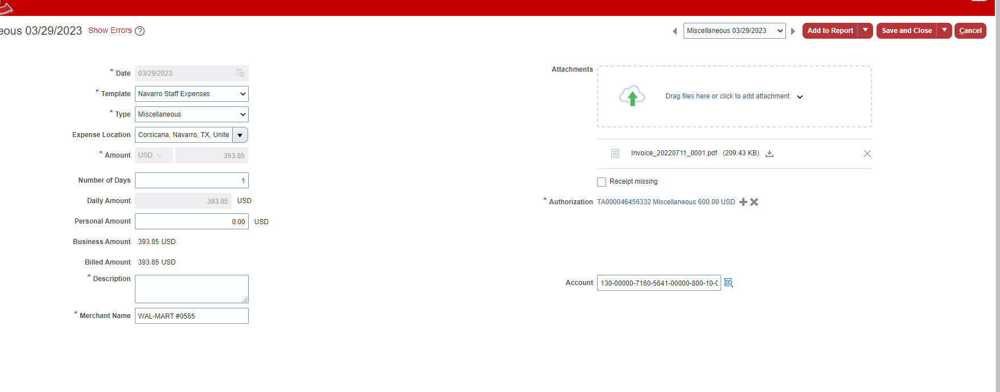 eous 03/29/2023 Show Errors ?
Miscellaneous 03/29/2023 Add to Report Save and Close Cancel
* Date 03/29/2023
* Template Navarro Staff Expenses
* Type Miscellaneous
Expense Location Corsicana, Navarro, TX, Unite
* Amount USD 393.85
Number of Days 1
Daily Amount 393.85 USD
Personal Amount 0.00 USD
Business Amount 393.85 USD
Billed Amount 393.85 USD
* Description
* Merchant Name WAL-MART #0565
Attachments
Drag files here or click to add attachment
Invoice_20220711_0001.pdf (209.43 KB)
Receipt missing
* Authorization TA000046456332 Miscellaneous 600.00 USD
Account 130-00000-7160-5641-00000-800-10-